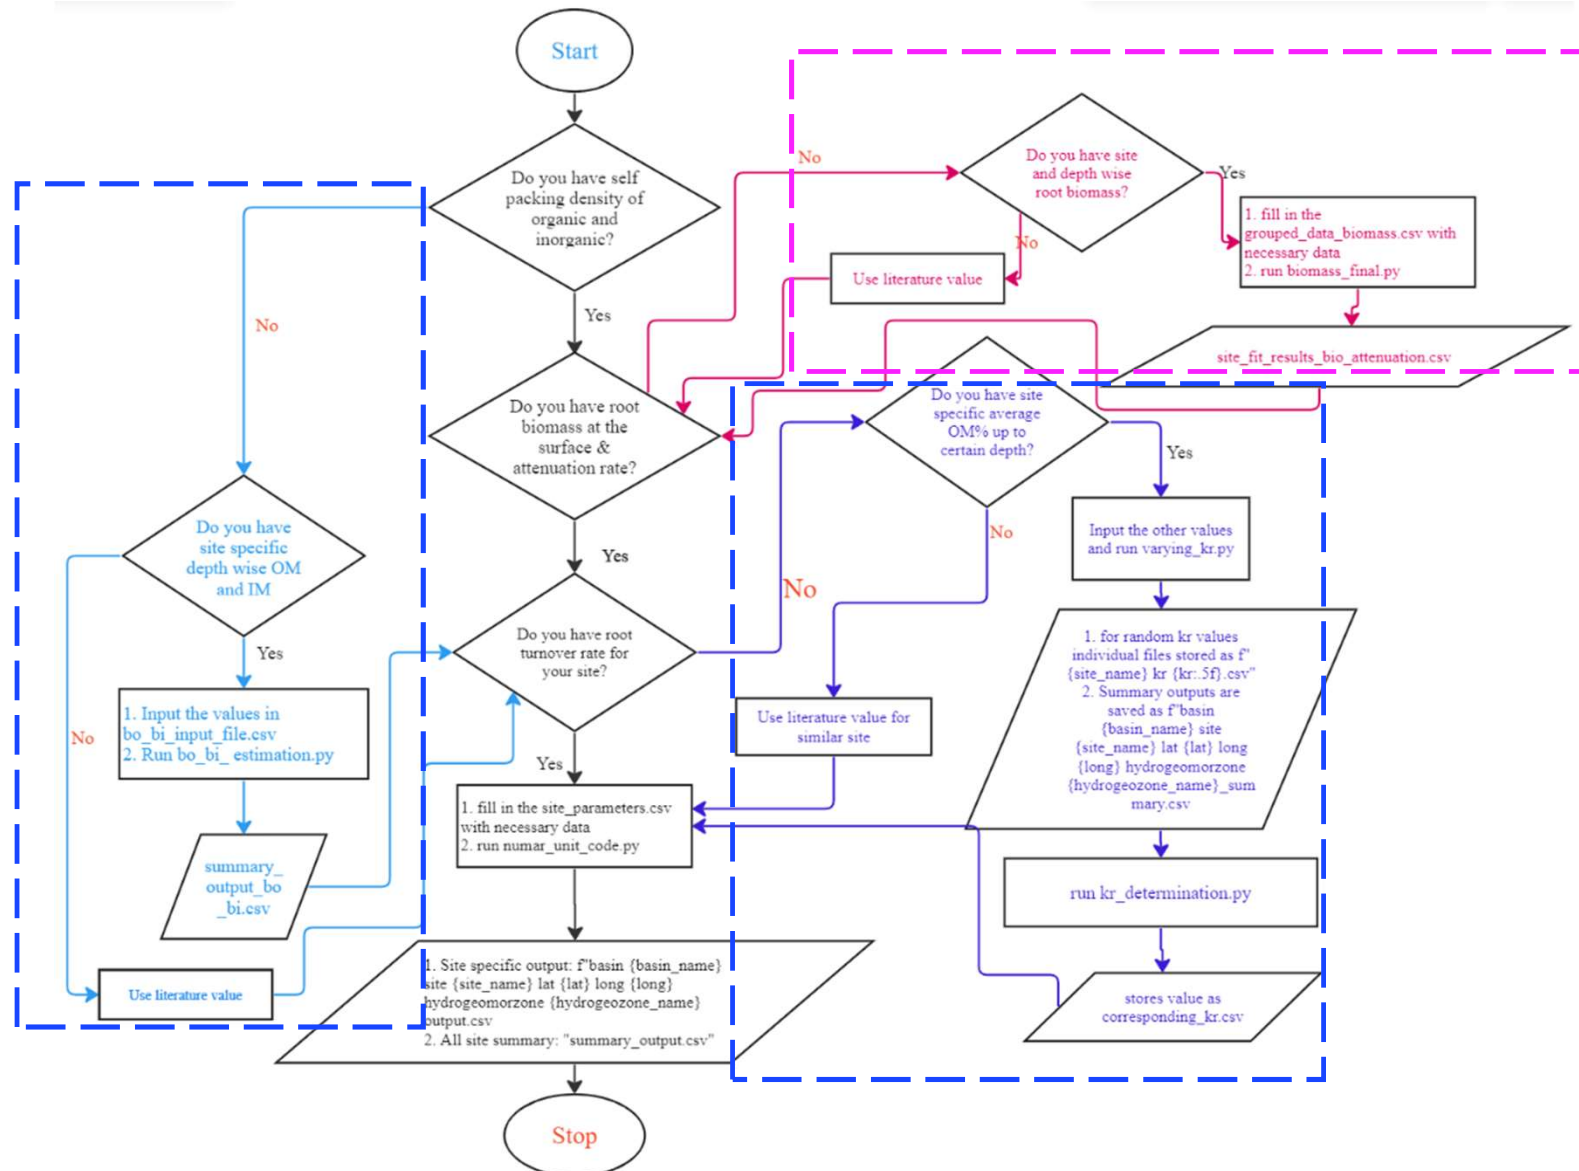 Start
Do you have self
packing density of
organic and
inorganic?
No
Yes
Do you have site
and depth wise
root biomass?
Yes
No
1. fill in the
grouped_data_biomass.csv with
necessary data
2. run biomass_final.py
Use literature value
site_fit_results_bio_attenuation.csv
No
Do you have root
biomass at the
surface &
attenuation rate?
Yes
Do you have site
specific average
OM% up to
certain depth?
Yes
No
Input the other values
and run varying_kr.py
Do you have
site specific
depth wise OM
and IM
Yes
No
1. Input the values in
bo_bi_input_file.csv
2. Run bo_bi_ estimation.py
summary_
output_bo
_bi.csv
Use literature value
Do you have root
turnover rate for
your site?
No
Yes
Use literature value for
similar site
1. for random kr values
individual files stored as f"
{site_name} kr {kr:.5f}.csv"
2. Summary outputs are
saved as f"basin
{basin_name} site
{site_name} lat {lat} long
{long} hydrogeomorzone
{hydrogeozone_name}_sum
mary.csv
1. fill in the site_parameters.csv
with necessary data
2. run numar_unit_code.py
run kr_determination.py
stores value as
corresponding_kr.csv
1. Site specific output: f"basin {basin_name}
site {site_name} lat {lat} long {long}
hydrogeomorzone {hydrogeozone_name}
output.csv
2. All site summary: "summary_output.csv"
Stop